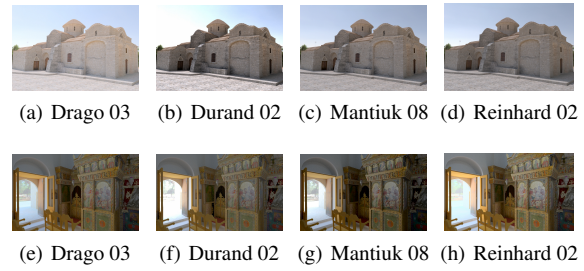 (a) Drago 03 (b) Durand 02 (c) Mantiuk 08 (d) Reinhard 02
(e) Drago 03 (f) Durand 02 (g) Mantiuk 08 (h) Reinhard 02